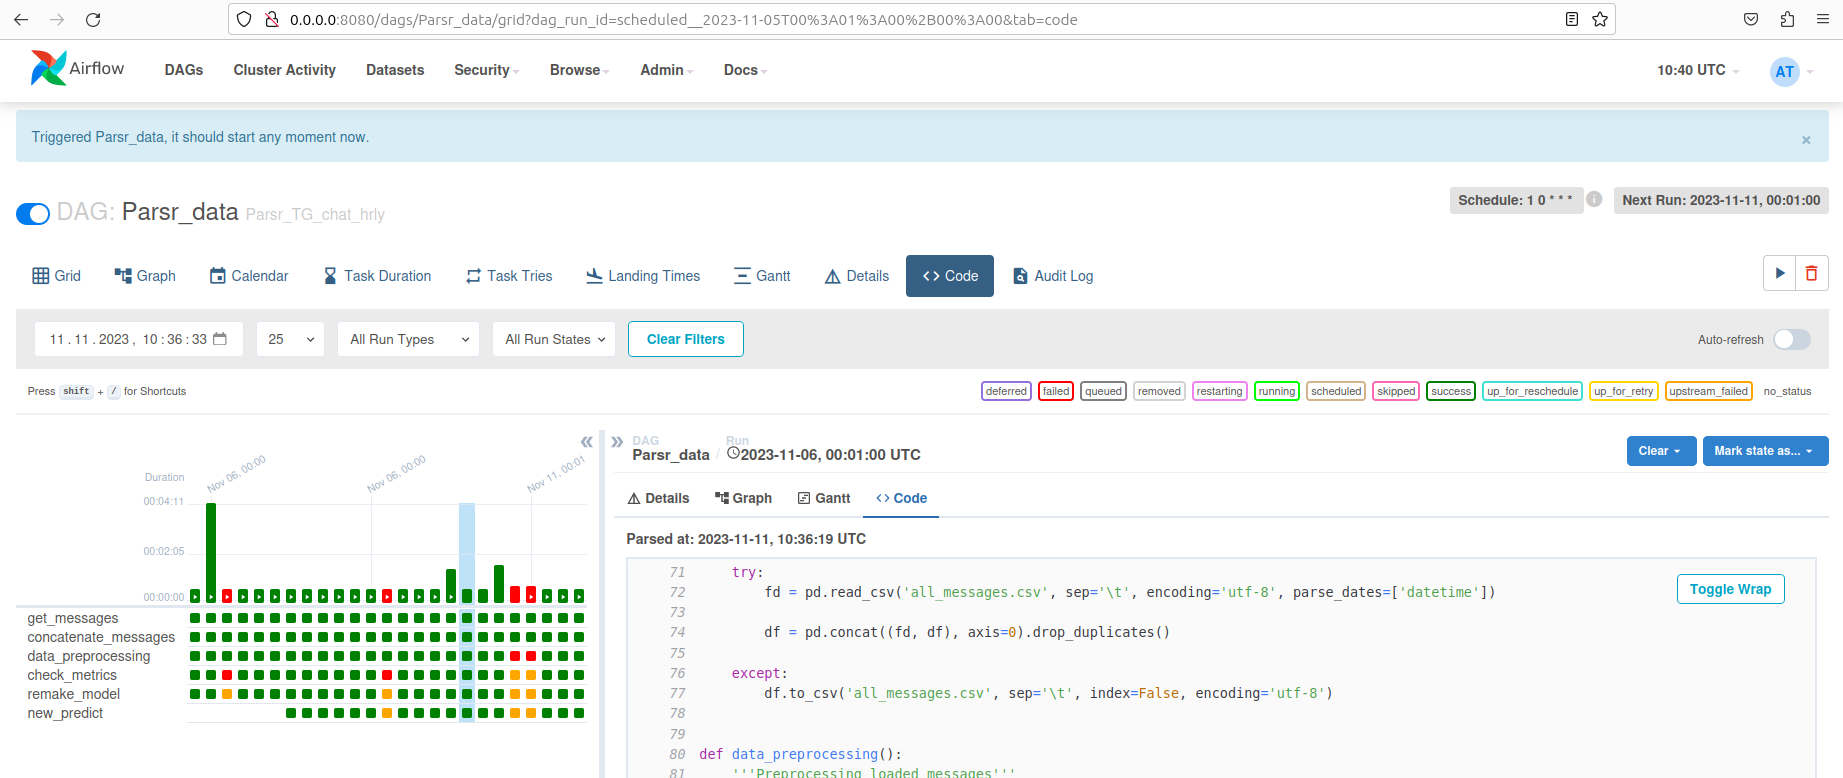 0.0.0.0:8080/dags/Parsr_data/grid?dag_run_id=scheduled__2023-11-05T00%3A01%3A00%2B00%3A00&tab=code
Airflow DAGs Cluster Activity Datasets Security Browse Admin Docs 10:40 UTC AT
Triggered Parsr_data, it should start any moment now. ×
DAG: Parsr_data Parsr_TG_chat_hrly Schedule: 1 0 * * * i Next Run: 2023-11-11, 00:01:00
Grid Graph Calendar Task Duration Task Tries Landing Times Gantt Details Code Audit Log
11 . 11 . 2023 , 10 : 36 : 33 25 All Run Types All Run States Clear Filters Auto-refresh
Press shift + / for Shortcuts deferred failed queued removed restarting running scheduled skipped success up_for_reschedule up_for_retry upstream_failed no_status
Duration
00:04:11
00:02:05
00:00:00
Nov 06, 00:00
Nov 06, 00:00
Nov 11, 00:01
get_messages
concatenate_messages
data_preprocessing
check_metrics
remake_model
new_predict
DAG Run
Parsr_data / 2023-11-06, 00:01:00 UTC Clear Mark state as...
Details Graph Gantt Code
Parsed at: 2023-11-11, 10:36:19 UTC
Toggle Wrap
71 try:
72 fd = pd.read_csv('all_messages.csv', sep='\t', encoding='utf-8', parse_dates=['datetime'])
73
74 df = pd.concat((fd, df), axis=0).drop_duplicates()
75
76 except:
77 df.to_csv('all_messages.csv', sep='\t', index=False, encoding='utf-8')
78
79
80 def data_preprocessing():
81 '''Preprocessing loaded messages'''